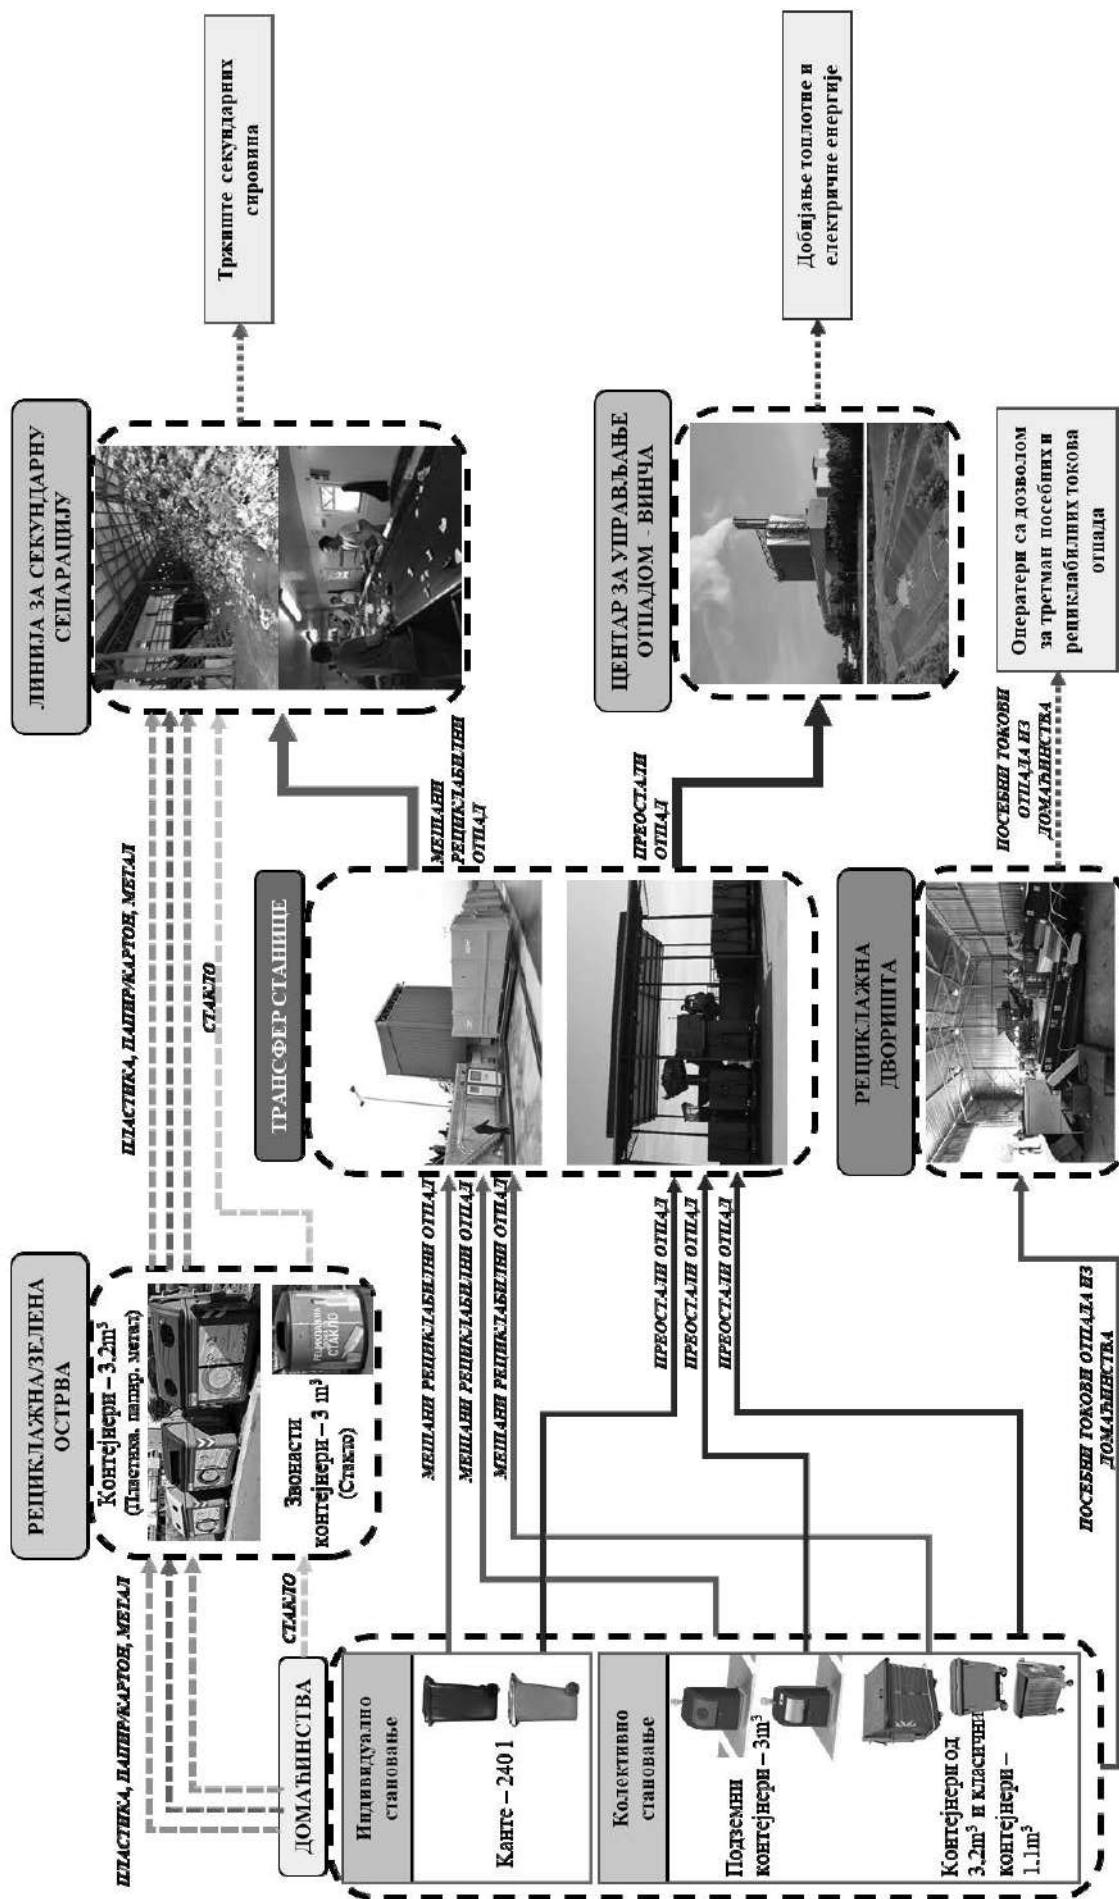 ПЛАСТИКА, ПАПИР/КАРТОН, МЕТАЛ
СТАКЛО
ДОМАЋИНСТВА
Индивидуално
становање
Канте – 240 l
Колективно
становање
Подземни
контејнери – 3m³
Контејнери од
3.2m³ и класични
контејнери –
1.1m³
РЕЦИКЛАЖНА/ЗЕЛЕНА
ОСТРВА
Контејнери – 3.2m³
(Пластика, папир, метал)
Звонасти
контејнери – 3 m³
(Стакло)
РЕЦИКЛАЖНА
СТАКЛО
ПЛАСТИКА, ПАПИР/КАРТОН, МЕТАЛ
СТАКЛО
МЕШАНИ РЕЦИКЛАБИЛНИ ОТПАД
МЕШАНИ РЕЦИКЛАБИЛНИ ОТПАД
МЕШАНИ РЕЦИКЛАБИЛНИ ОТПАД
ПРЕОСТАЛИ ОТПАД
ПРЕОСТАЛИ ОТПАД
ПРЕОСТАЛИ ОТПАД
ПОСЕБНИ ТОКОВИ ОТПАДА ИЗ
ДОМАЋИНСТВА
ТРАНСФЕР СТАНИЦЕ
РЕЦИКЛАЖНА
ДВОРИШТА
МЕШАНИ
РЕЦИКЛАБИЛНИ
ОТПАД
ПРЕОСТАЛИ
ОТПАД
ПОСЕБНИ ТОКОВИ
ОТПАДА ИЗ
ДОМАЋИНСТВА
ЛИНИЈА ЗА СЕКУНДАРНУ
СЕПАРАЦИЈУ
ЦЕНТАР ЗА УПРАВЉАЊЕ
ОТПАДОМ - ВИНЧА
Оператери са дозволом
за третман посебних и
рециклабилних токова
отпада
Тржиште секундарних
сировина
Добијање топлотне и
електричне енергије